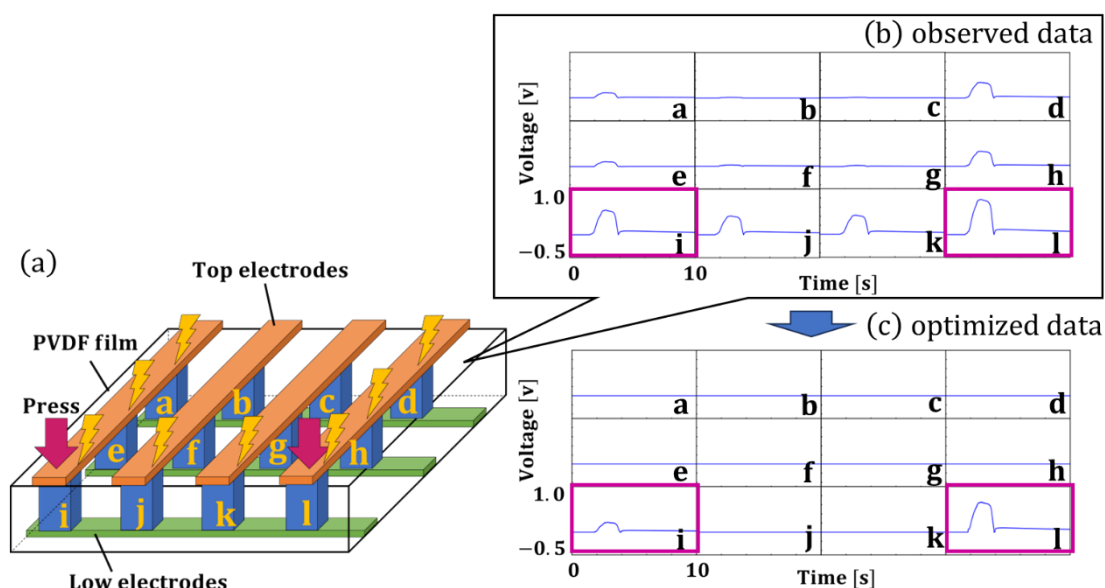 (b) observed data
Voltage [v]
a b c d
e f g h
1.0
i j k l
−0.5
0 10
Time [s]
(a)
Top electrodes
PVDF film
Press
a b c d
e f g h
i j k l
Low electrodes
(c) optimized data
Voltage [v]
a b c d
e f g h
1.0
i j k l
−0.5
0 10
Time [s]